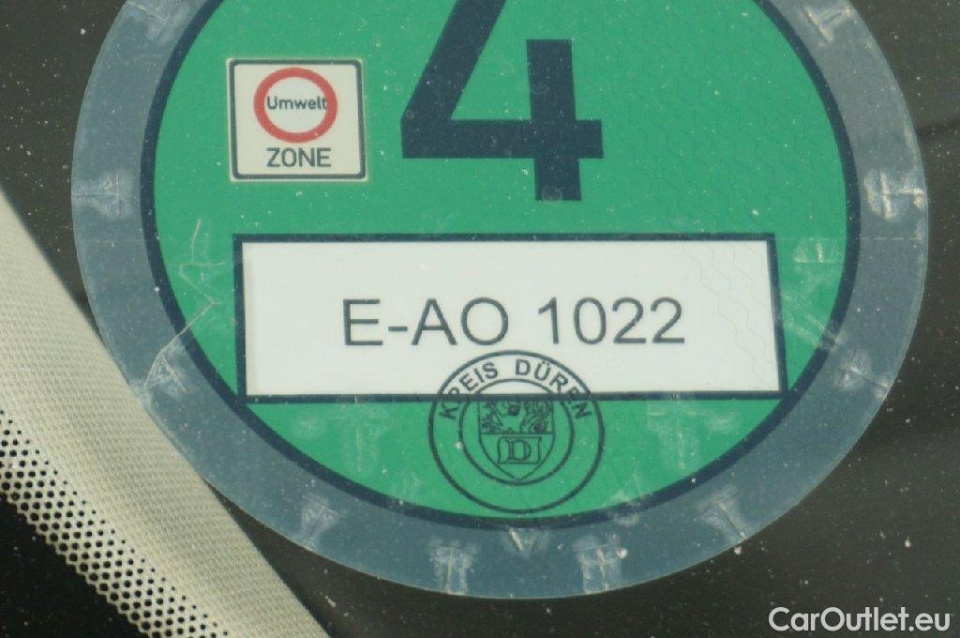 4
Umwelt
ZONE
E-AO 1022
KREIS DÜREN
D
CarOutlet.eu